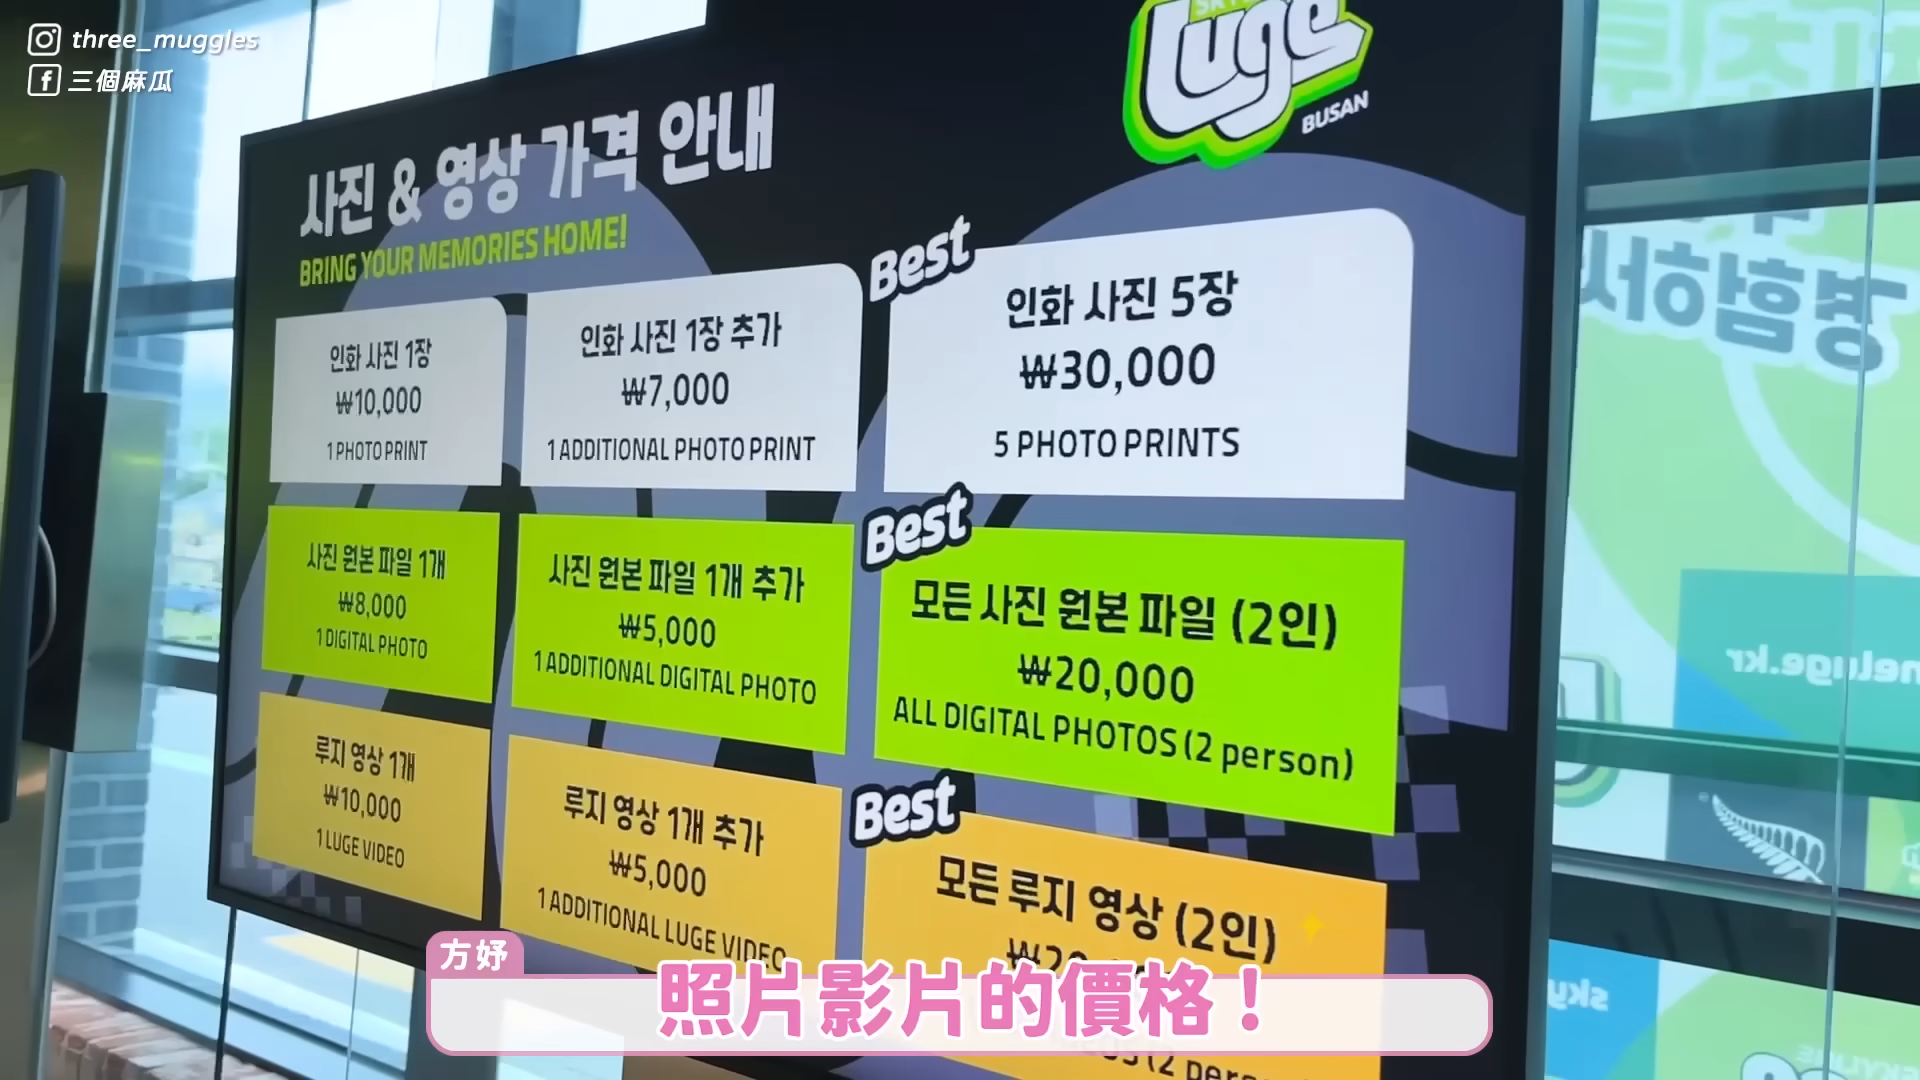 three_muggles
三個麻瓜
Luge
BUSAN
사진 & 영상 가격 안내
BRING YOUR MEMORIES HOME!
인화 사진 1장
₩10,000
1 PHOTO PRINT
인화 사진 1장 추가
₩7,000
1 ADDITIONAL PHOTO PRINT
Best
인화 사진 5장
₩30,000
5 PHOTO PRINTS
사진 원본 파일 1개
₩8,000
1 DIGITAL PHOTO
사진 원본 파일 1개 추가
₩5,000
1 ADDITIONAL DIGITAL PHOTO
Best
모든 사진 원본 파일 (2인)
₩20,000
ALL DIGITAL PHOTOS (2 person)
루지 영상 1개
₩10,000
1 LUGE VIDEO
루지 영상 1개 추가
₩5,000
1 ADDITIONAL LUGE VIDEO
Best
모든 루지 영상 (2인)
方妤
照片影片的價格！